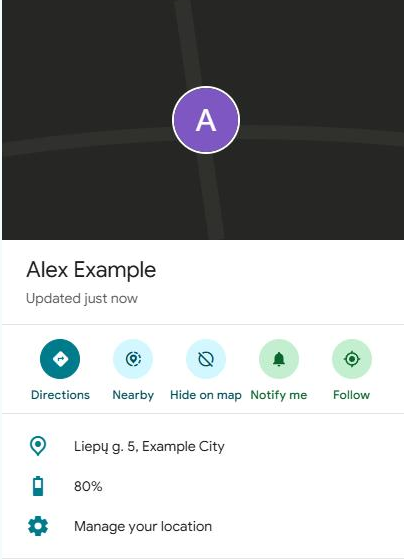 A
Alex Example
Updated just now
Directions
Nearby
Hide on map
Notify me
Follow
Liepų g. 5, Example City
80%
Manage your location